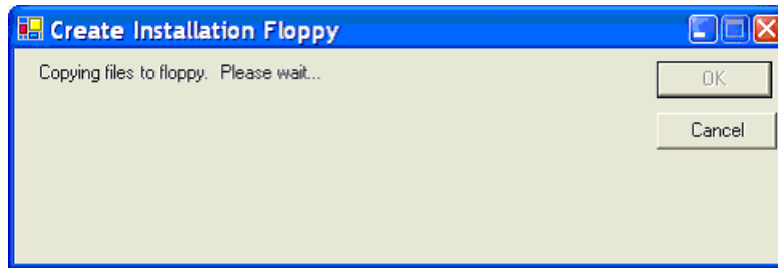 Create Installation Floppy
Copying files to floppy.  Please wait...
OK
Cancel